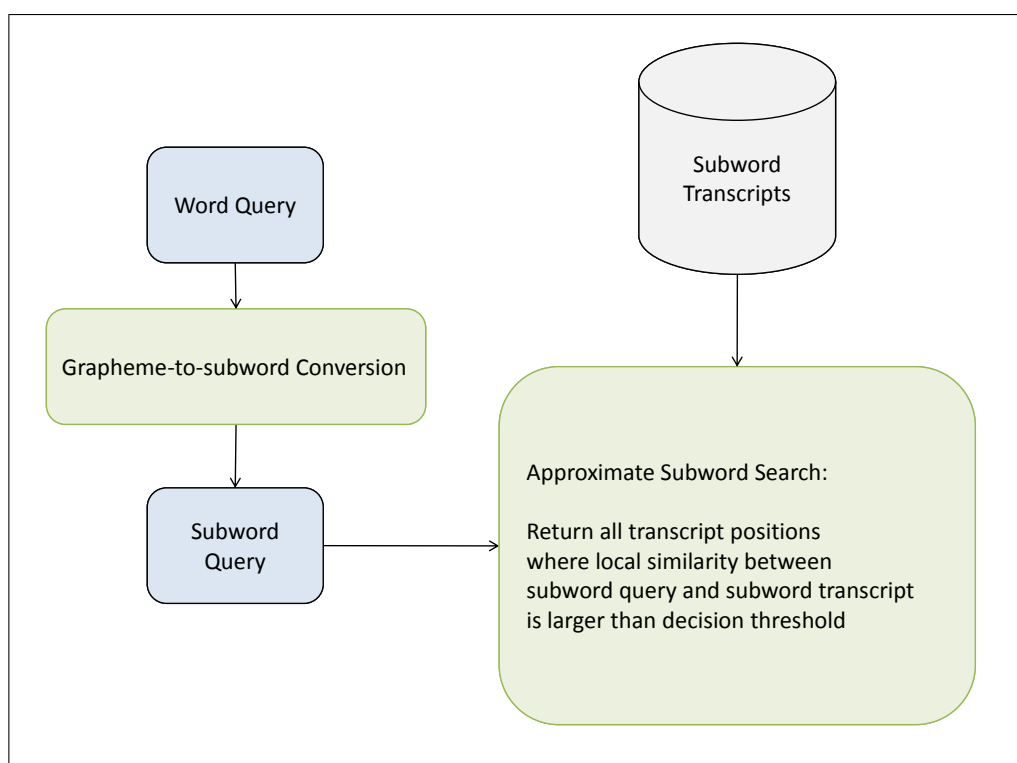 Word Query
Grapheme-to-subword Conversion
Subword
Query
Subword
Transcripts
Approximate Subword Search:
Return all transcript positions
where local similarity between
subword query and subword transcript
is larger than decision threshold